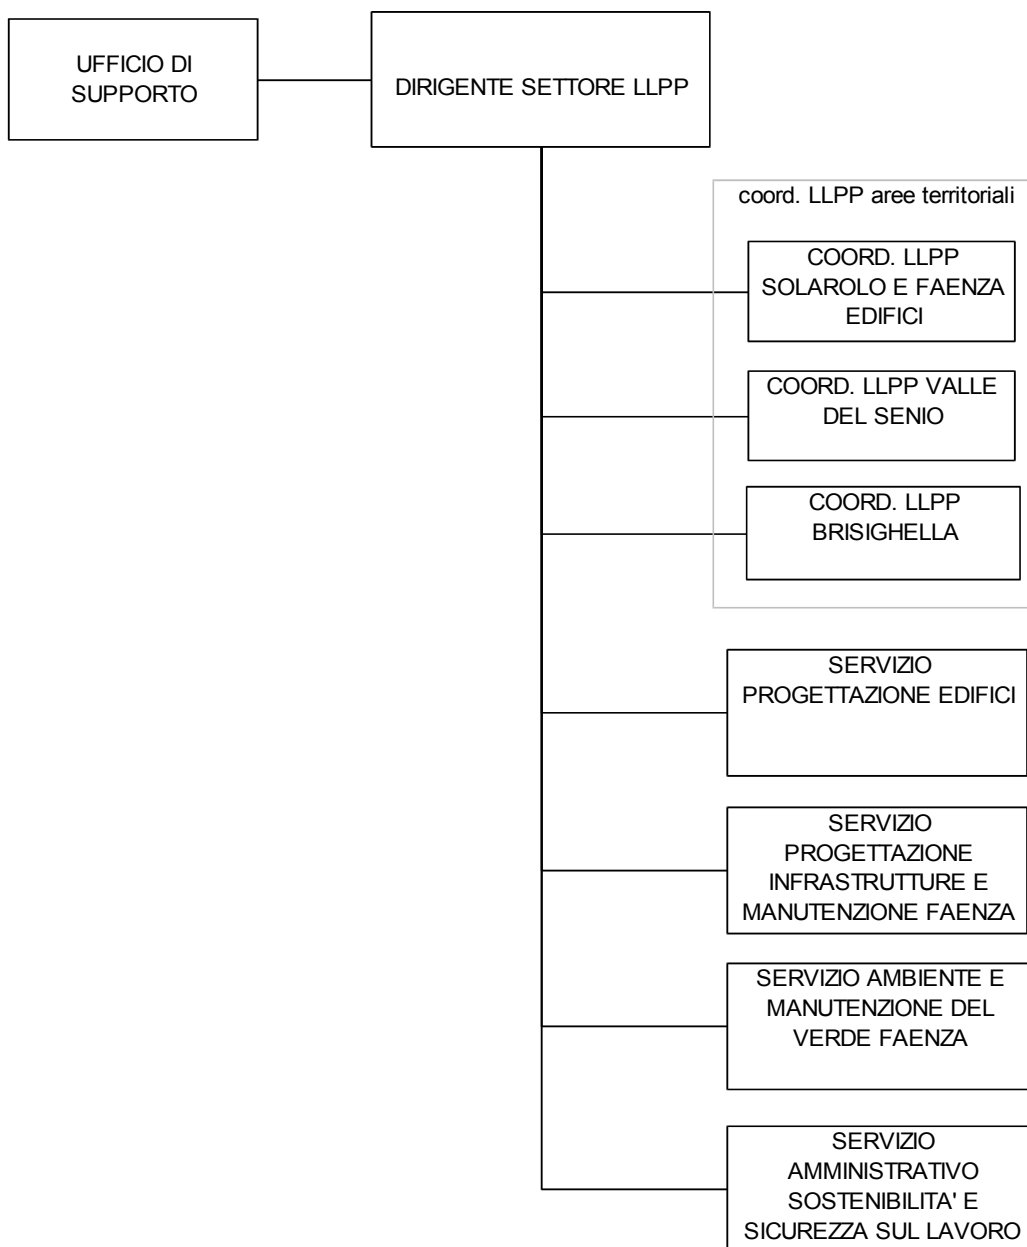 UFFICIO DI
SUPPORTO
DIRIGENTE SETTORE LLPP
coord. LLPP aree territoriali
COORD. LLPP
SOLAROLO E FAENZA
EDIFICI
COORD. LLPP VALLE
DEL SENIO
COORD. LLPP
BRISIGHELLA
SERVIZIO
PROGETTAZIONE EDIFICI
SERVIZIO
PROGETTAZIONE
INFRASTRUTTURE E
MANUTENZIONE FAENZA
SERVIZIO AMBIENTE E
MANUTENZIONE DEL
VERDE FAENZA
SERVIZIO
AMMINISTRATIVO
SOSTENIBILITA' E
SICUREZZA SUL LAVORO